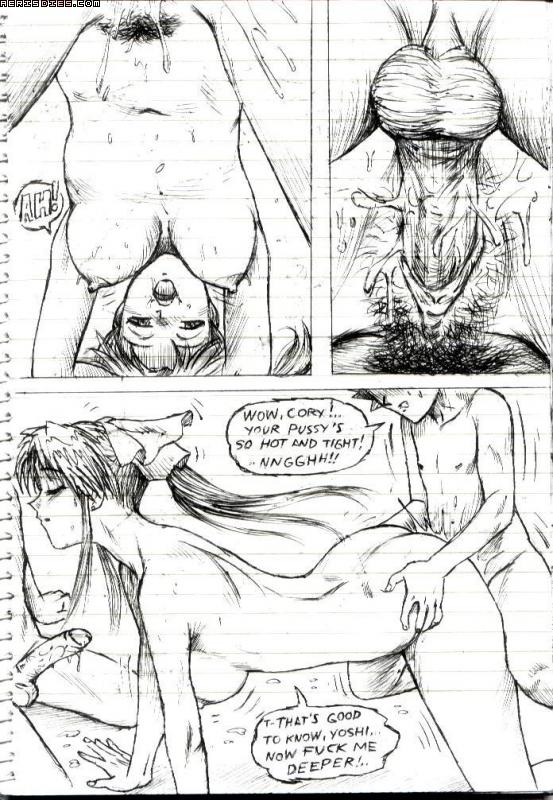 AERISDIES.COM
AH!
WOW, CORY!...
YOUR PUSSY'S
SO HOT AND TIGHT!
NNGGHH!!
T-THAT'S GOOD
TO KNOW, YOSHI...
NOW FUCK ME
DEEPER!..